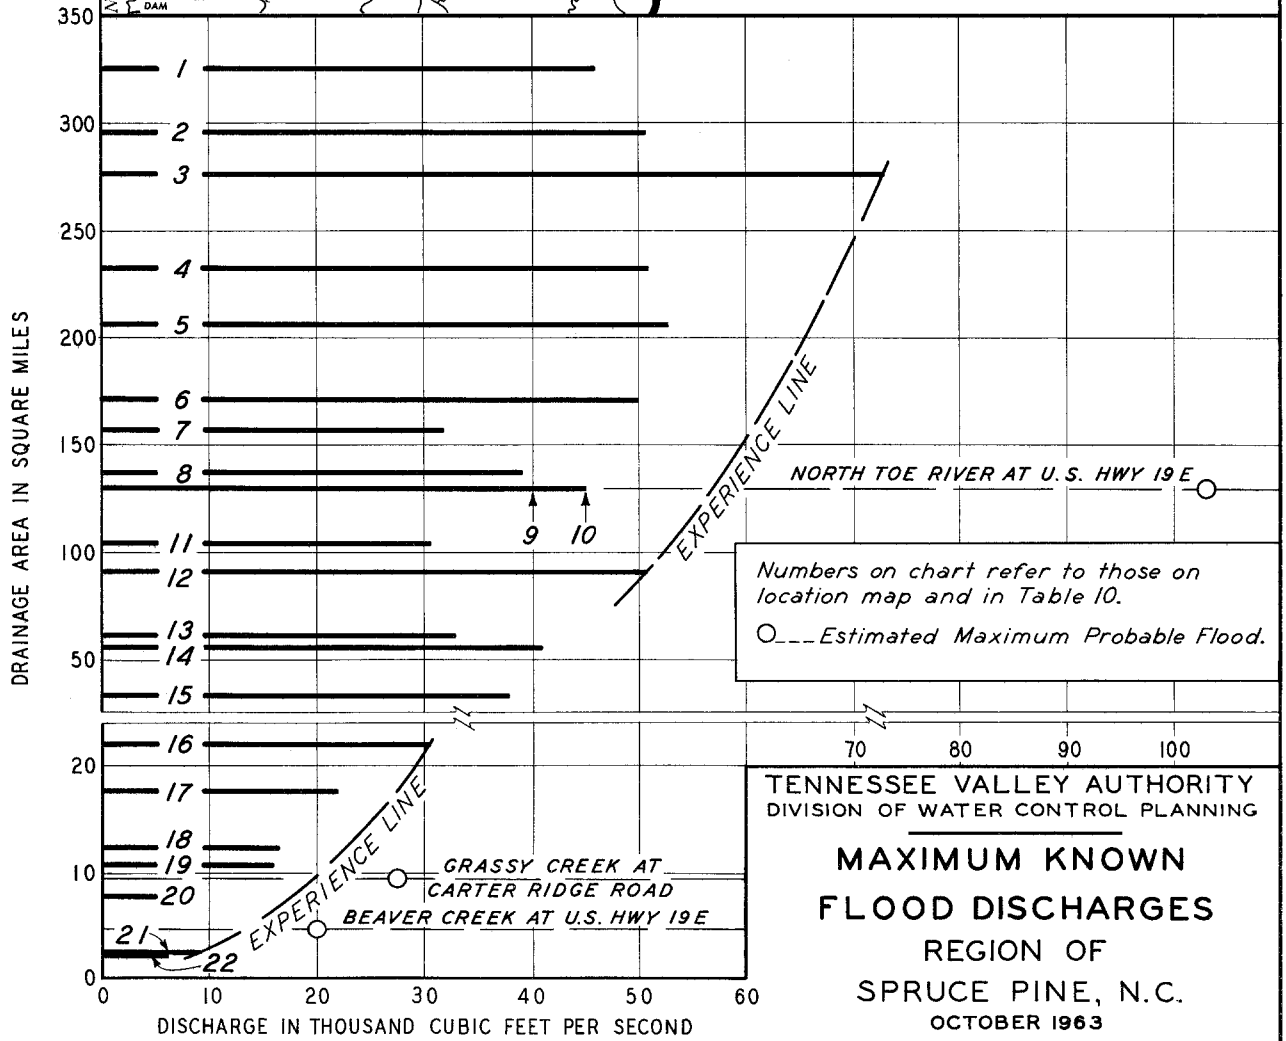 DAM
350
1
300
2
3
250
4
5
200
6
7
150
8
NORTH TOE RIVER AT U.S. HWY 19 E
9 10
11
100
12
EXPERIENCE LINE
Numbers on chart refer to those on
location map and in Table 10.
O___Estimated Maximum Probable Flood.
13
14
50
15
DRAINAGE AREA IN SQUARE MILES
16
70 80 90 100
20
17
18
19
10
20
21
22
0
EXPERIENCE LINE
GRASSY CREEK AT
CARTER RIDGE ROAD
BEAVER CREEK AT U.S. HWY 19 E
0 10 20 30 40 50 60
DISCHARGE IN THOUSAND CUBIC FEET PER SECOND
TENNESSEE VALLEY AUTHORITY
DIVISION OF WATER CONTROL PLANNING
MAXIMUM KNOWN
FLOOD DISCHARGES
REGION OF
SPRUCE PINE, N.C.
OCTOBER 1963